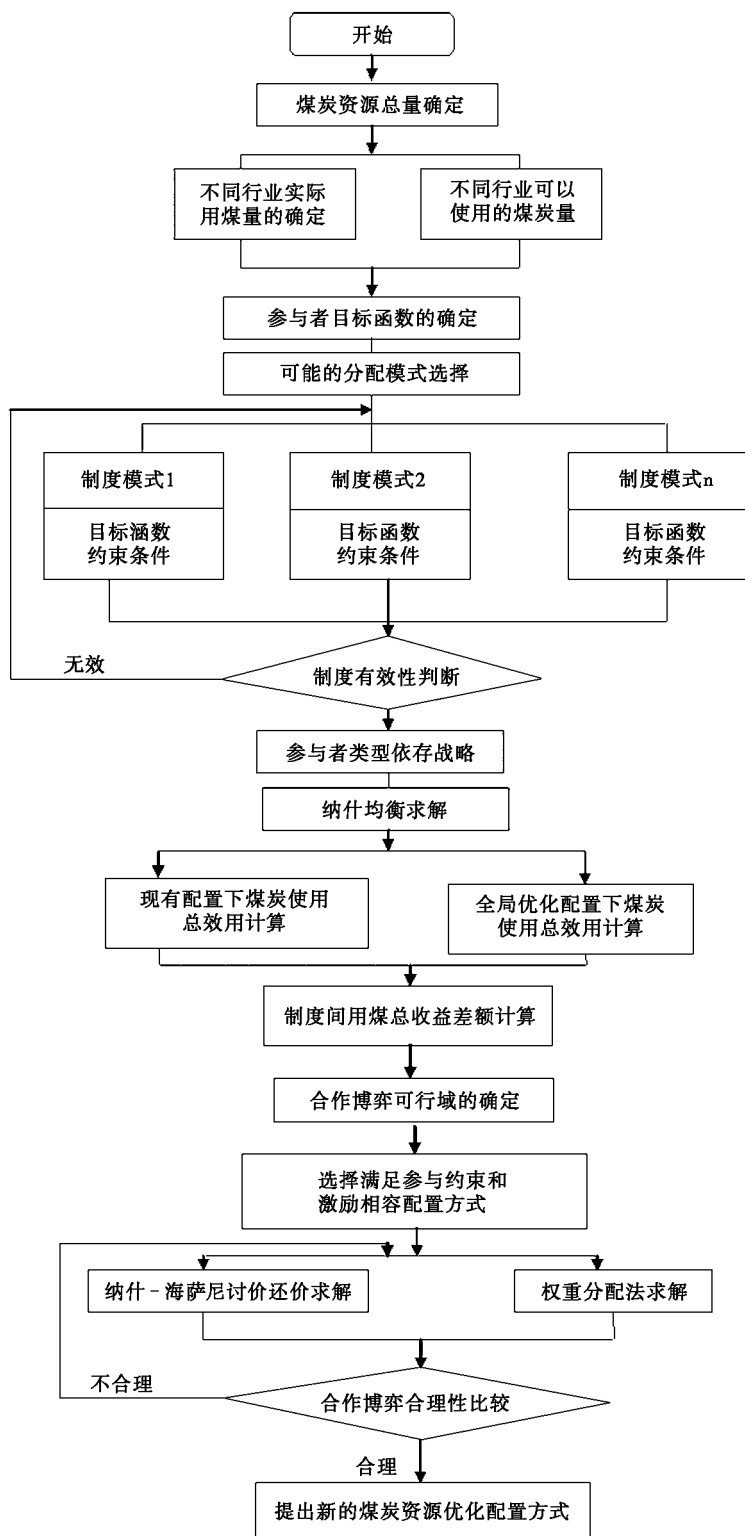 开始
煤炭资源总量确定
不同行业实际
用煤量的确定
不同行业可以
使用的煤炭量
参与者目标函数的确定
可能的分配模式选择
制度模式1
目标涵数
约束条件
制度模式2
目标函数
约束条件
制度模式n
目标函数
约束条件
无效
制度有效性判断
参与者类型依存战略
纳什均衡求解
现有配置下煤炭使用
总效用计算
全局优化配置下煤炭
使用总效用计算
制度间用煤总收益差额计算
合作博弈可行域的确定
选择满足参与约束和
激励相容配置方式
纳什-海萨尼讨价还价求解
权重分配法求解
不合理
合作博弈合理性比较
合理
提出新的煤炭资源优化配置方式